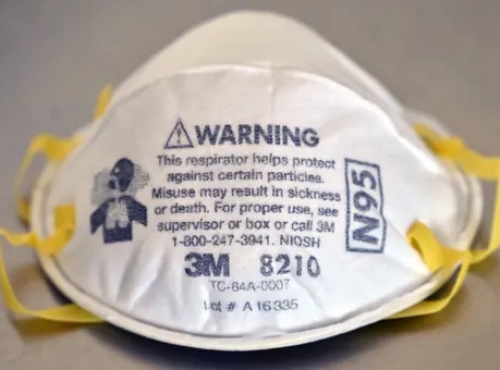 ⚠WARNING
This respirator helps protect
against certain particles.
Misuse may result in sickness
or death. For proper use, see
supervisor or box or call 3M
1-800-247-3941. NIOSH
N95
3M 8210
TC-84A-0007
Lot # A16335